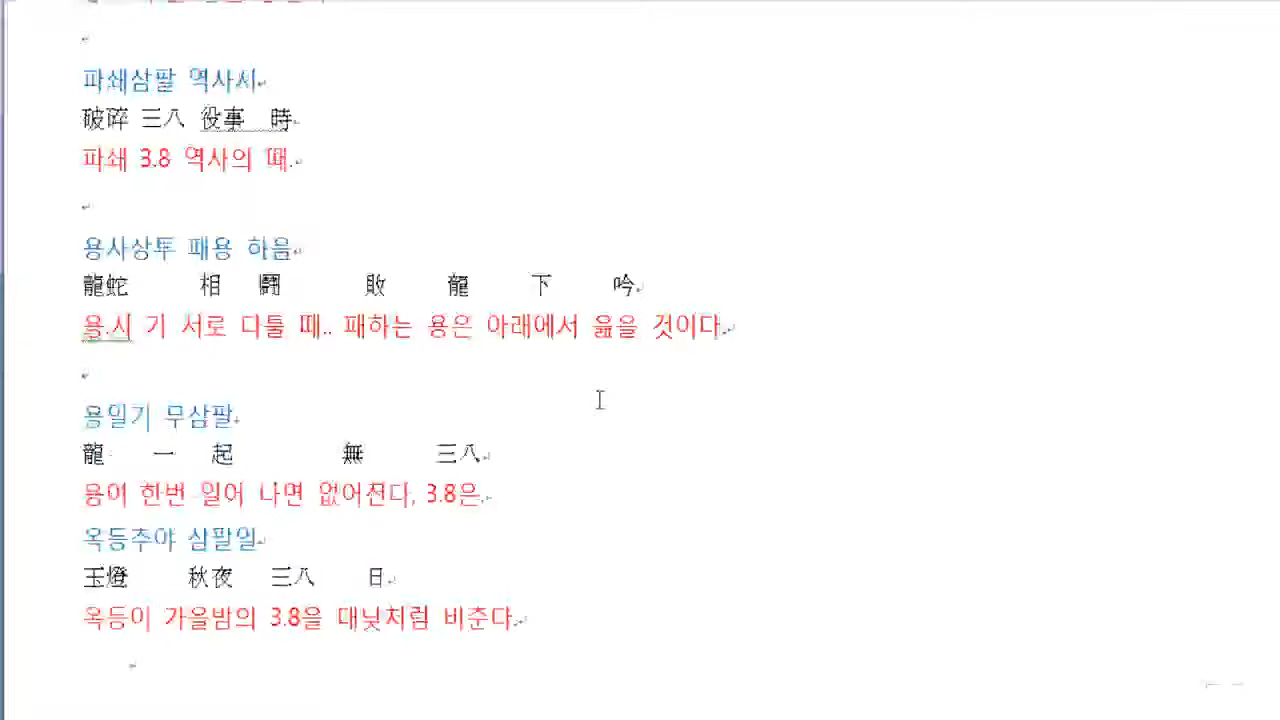 파쇄삼팔 역사시
破碎 三八 役事 時
파쇄 3.8 역사의 때.
용사상투 패용 하음
龍蛇 相 鬪 敗 龍 下 吟
용.사 기 서로 다툴 때.. 패하는 용은 아래에서 읊을 것이다.
용일기 무삼팔
龍 一 起 無 三八
용이 한번 일어 나면 없어진다, 3.8은.
옥등추야 삼팔일
玉燈 秋夜 三八 日
옥등이 가을밤의 3.8을 대낮처럼 비춘다.